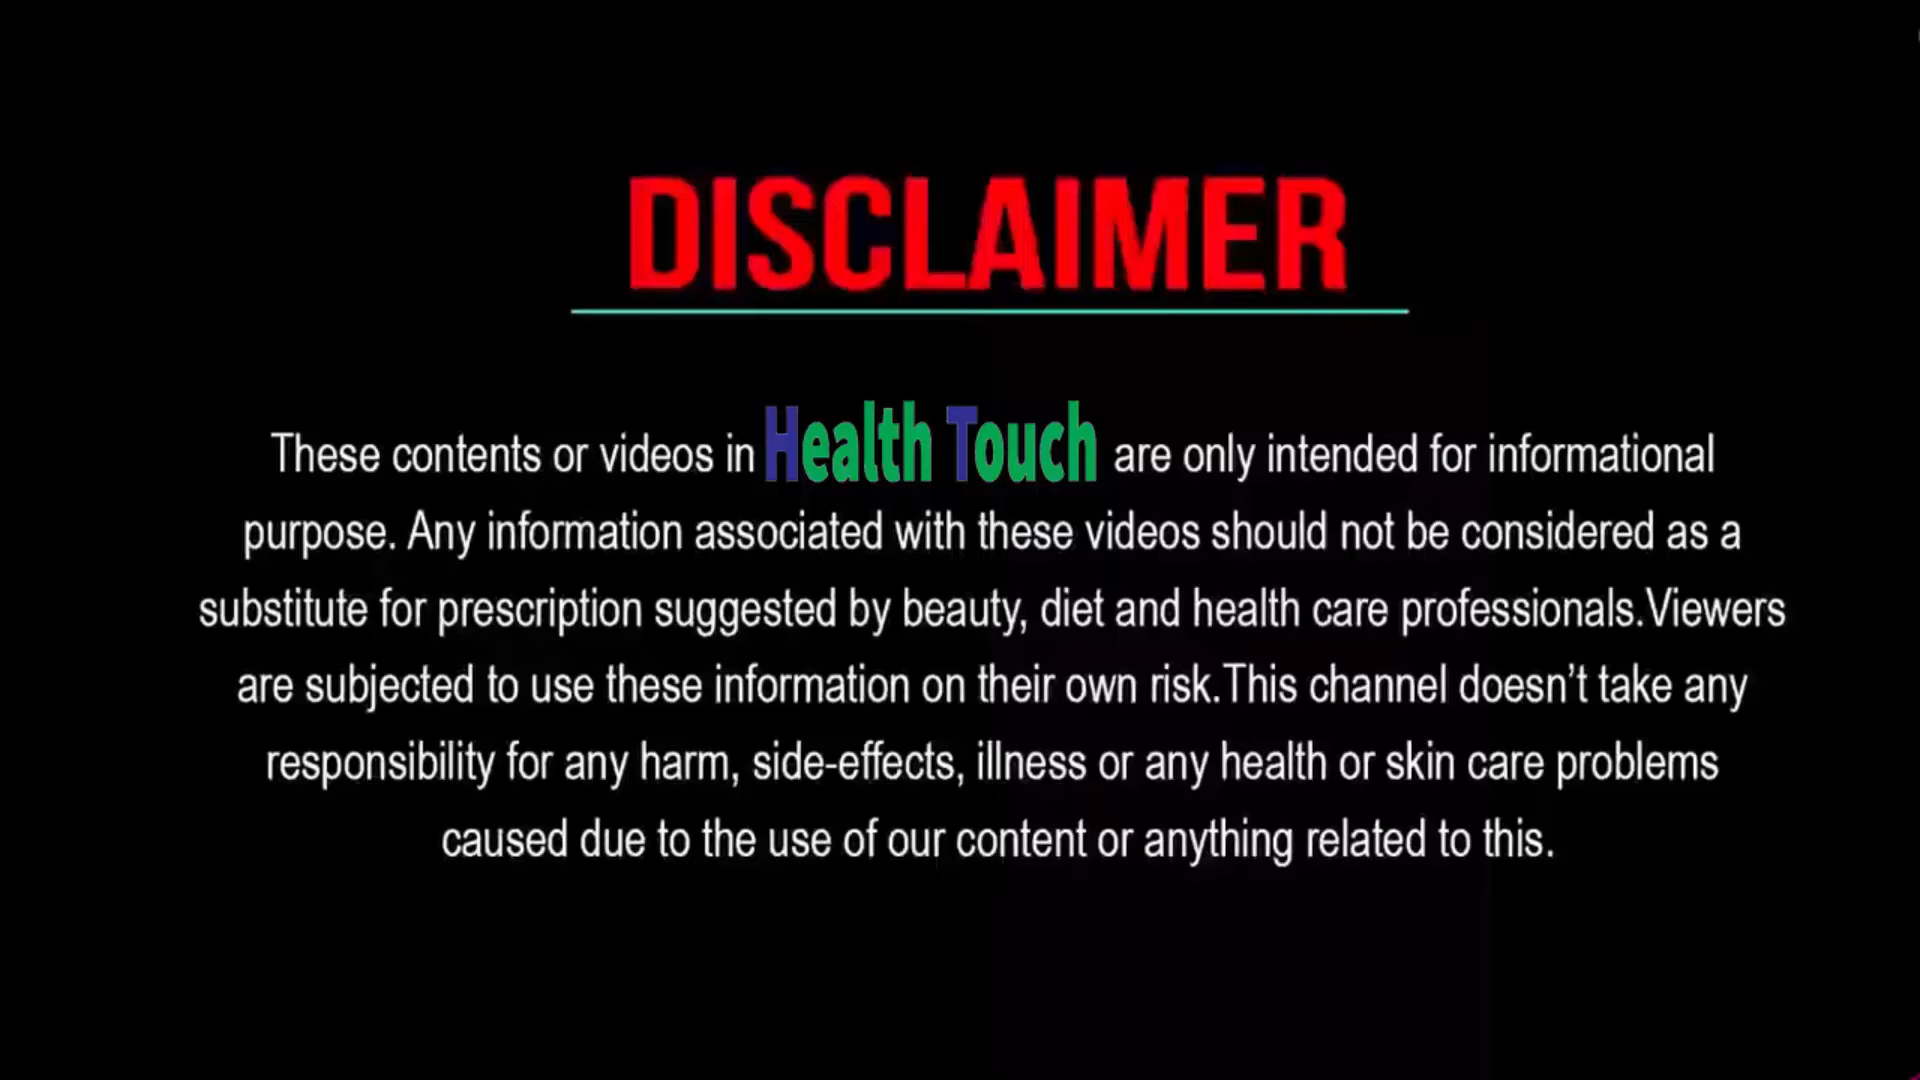 DISCLAIMER
These contents or videos in Health Touch are only intended for informational
purpose. Any information associated with these videos should not be considered as a
substitute for prescription suggested by beauty, diet and health care professionals.Viewers
are subjected to use these information on their own risk.This channel doesn’t take any
responsibility for any harm, side-effects, illness or any health or skin care problems
caused due to the use of our content or anything related to this.